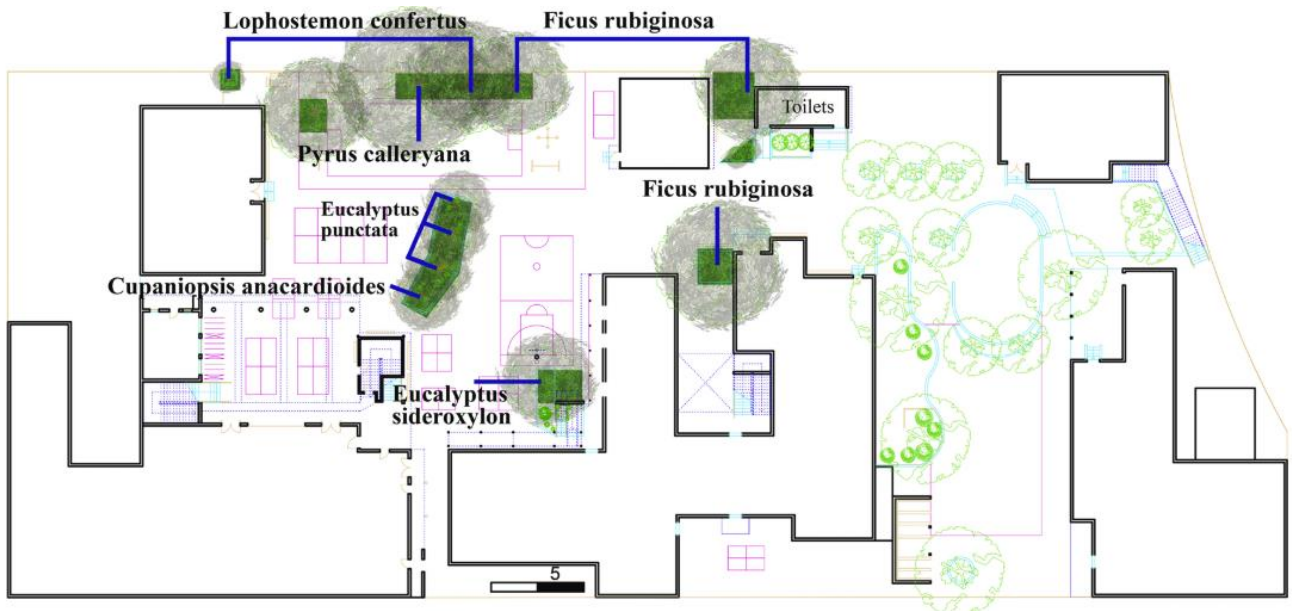 Lophostemon confertus
Ficus rubiginosa
Toilets
Pyrus calleryana
Ficus rubiginosa
Eucalyptus
punctata
Cupaniopsis anacardioides
Eucalyptus
sideroxylon
5